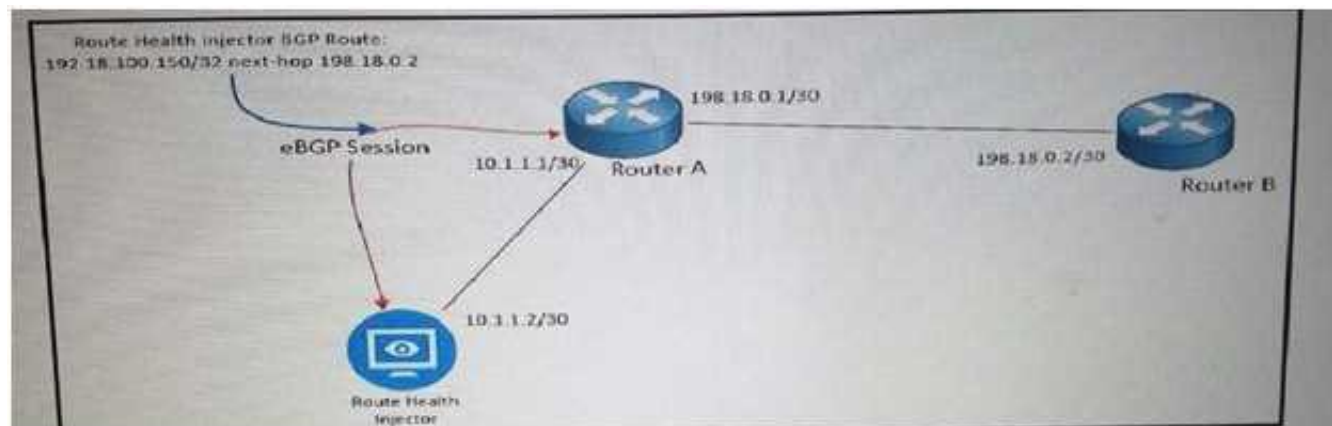 Route Health Injector BGP Route:
192.18.100.150/32 next-hop 198.18.0.2
eBGP Session
198.18.0.1/30
10.1.1.1/30
Router A
198.18.0.2/30
Router B
10.1.1.2/30
Route Health
Injector